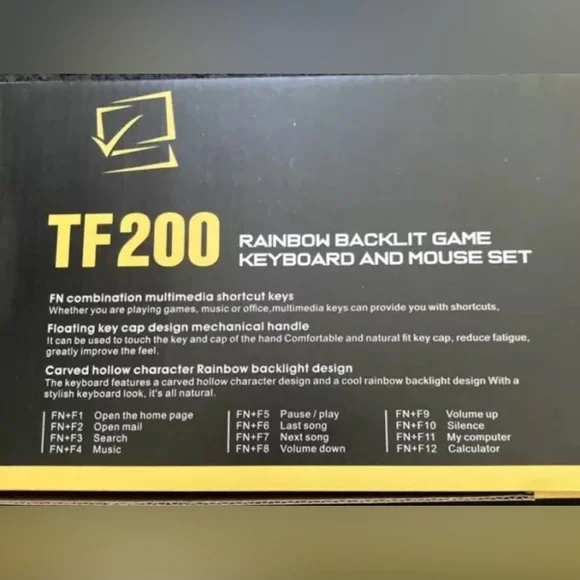 TF200
RAINBOW BACKLIT GAME
KEYBOARD AND MOUSE SET
FN combination multimedia shortcut keys
Whether you are playing games, music or office,multimedia keys can provide you with shortcuts.
Floating key cap design mechanical handle
It can be used to touch the key and cap of the hand Comfortable and natural fit key cap, reduce fatigue,
greatly improve the feel.
Carved hollow character Rainbow backlight design
The keyboard features a carved hollow character design and a cool rainbow backlight design With a
stylish keyboard look, it's all natural.
FN+F1 Open the home page
FN+F2 Open mail
FN+F3 Search
FN+F4 Music
FN+F5 Pause / play
FN+F6 Last song
FN+F7 Next song
FN+F8 Volume down
FN+F9 Volume up
FN+F10 Silence
FN+F11 My computer
FN+F12 Calculator